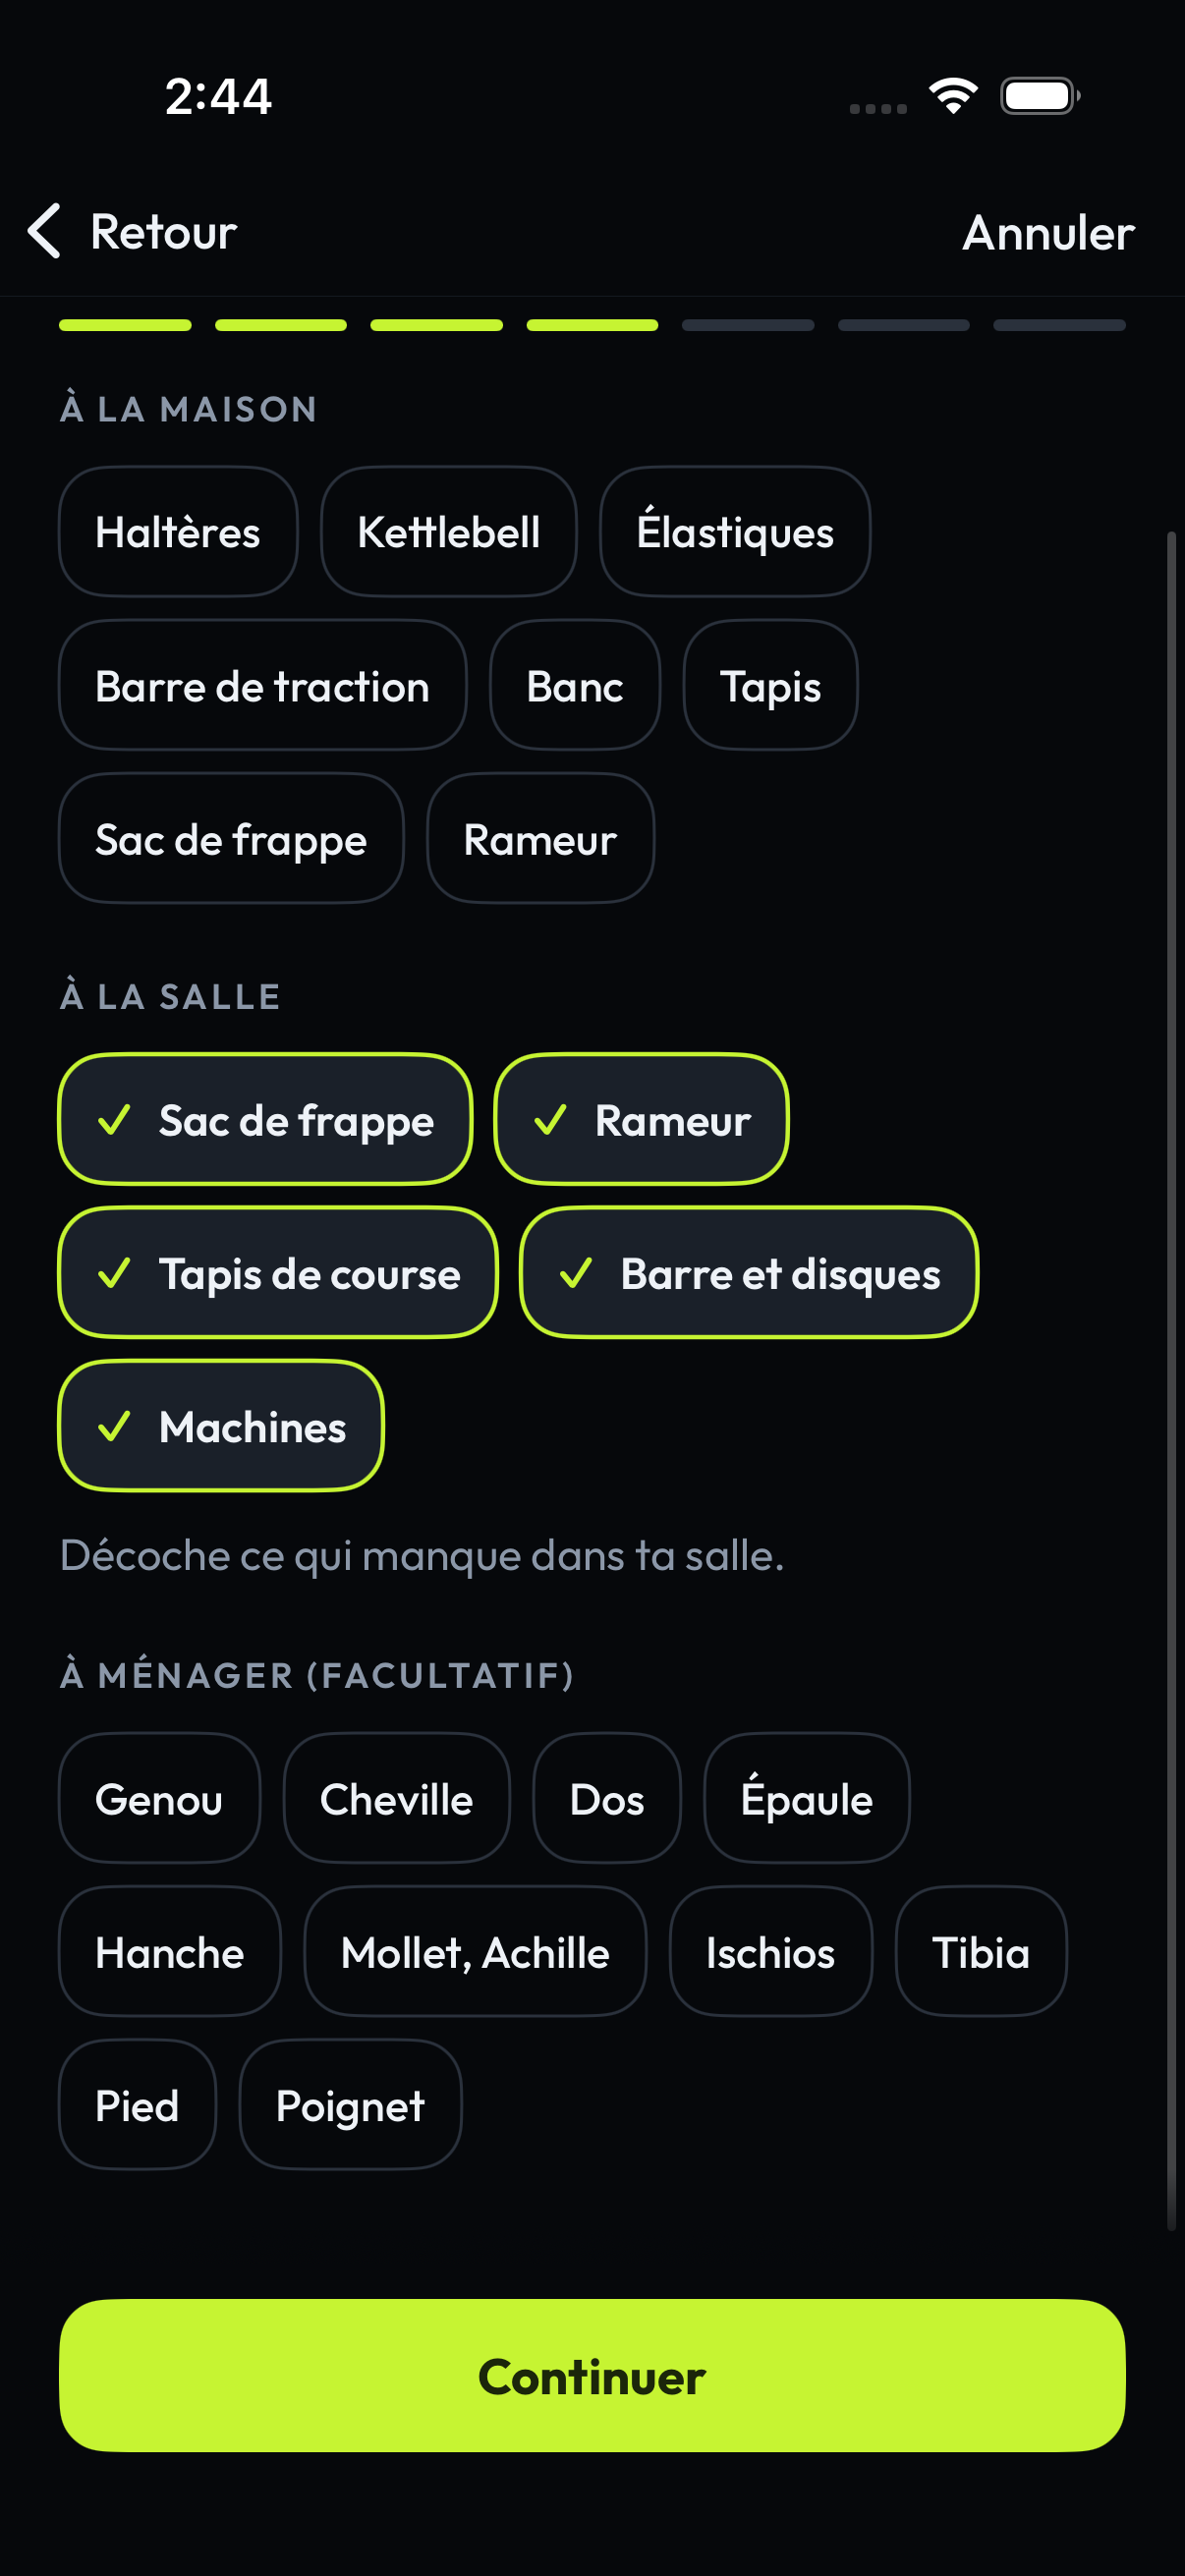 2:44
Retour
Annuler
À LA MAISON
Haltères
Kettlebell
Élastiques
Barre de traction
Banc
Tapis
Sac de frappe
Rameur
À LA SALLE
Sac de frappe
Rameur
Tapis de course
Barre et disques
Machines
Décoche ce qui manque dans ta salle.
À MÉNAGER (FACULTATIF)
Genou
Cheville
Dos
Épaule
Hanche
Mollet, Achille
Ischios
Tibia
Pied
Poignet
Continuer